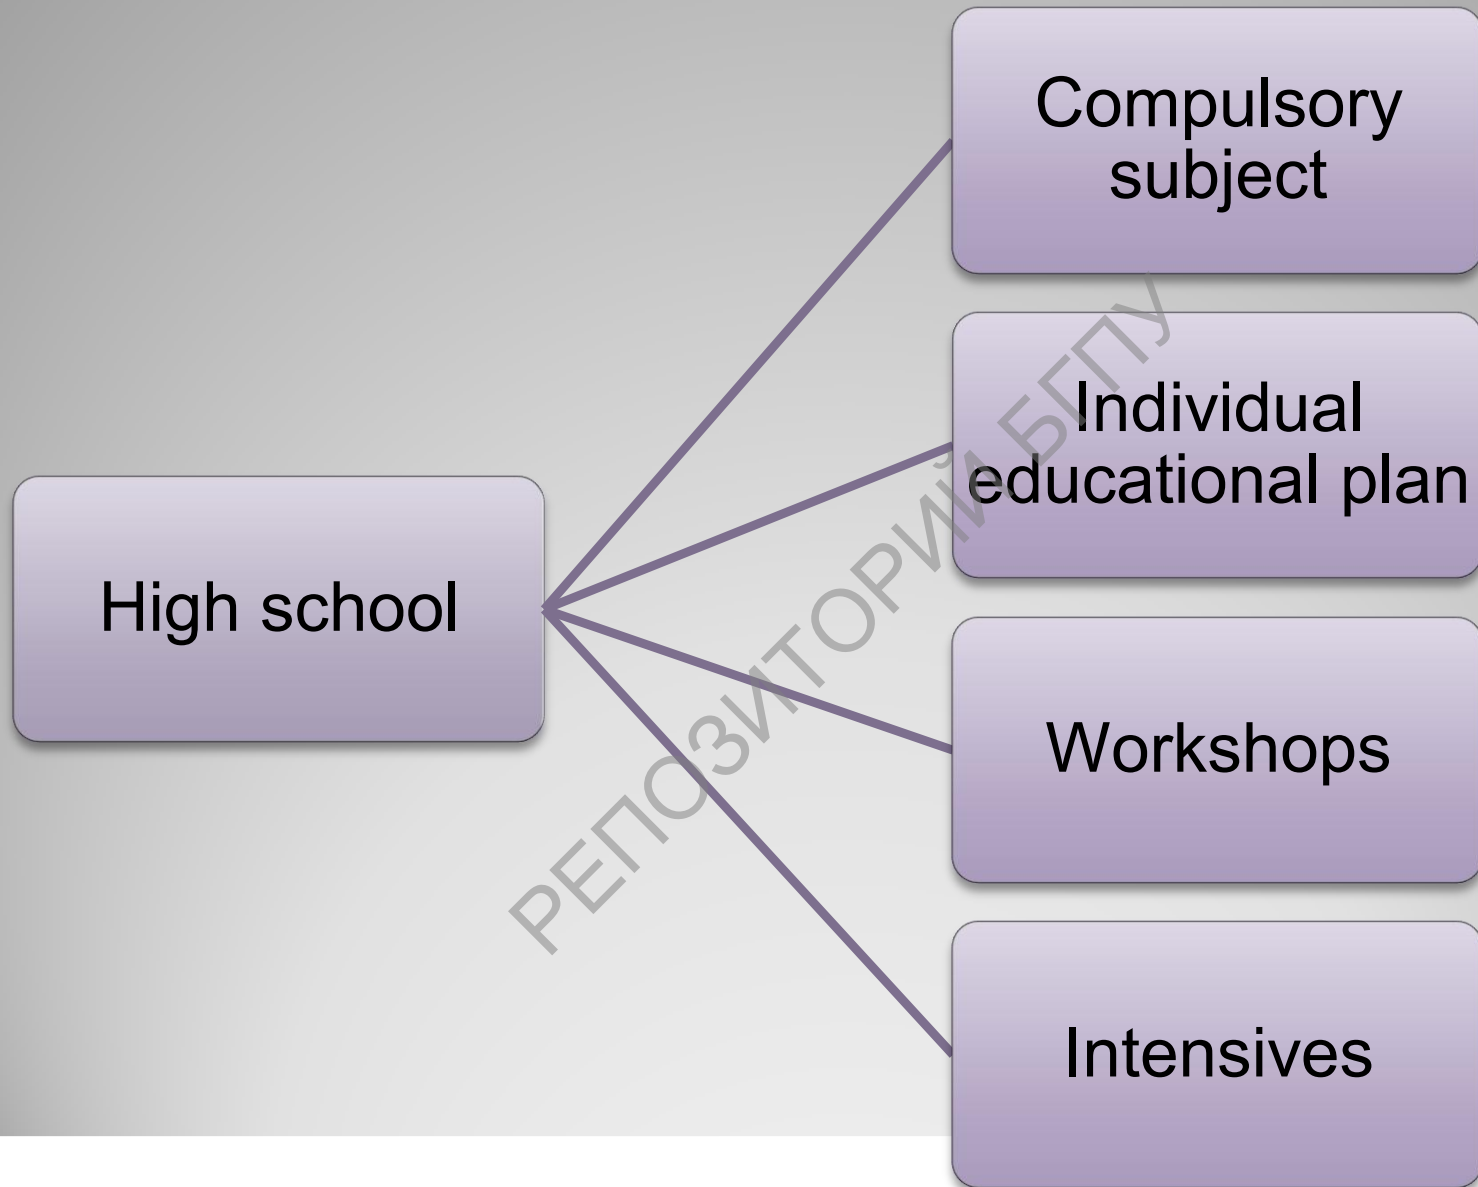 Compulsory
subject
Individual
educational plan
High school
Workshops
Intensives
РЕПОЗИТОРИЙ БГПУ